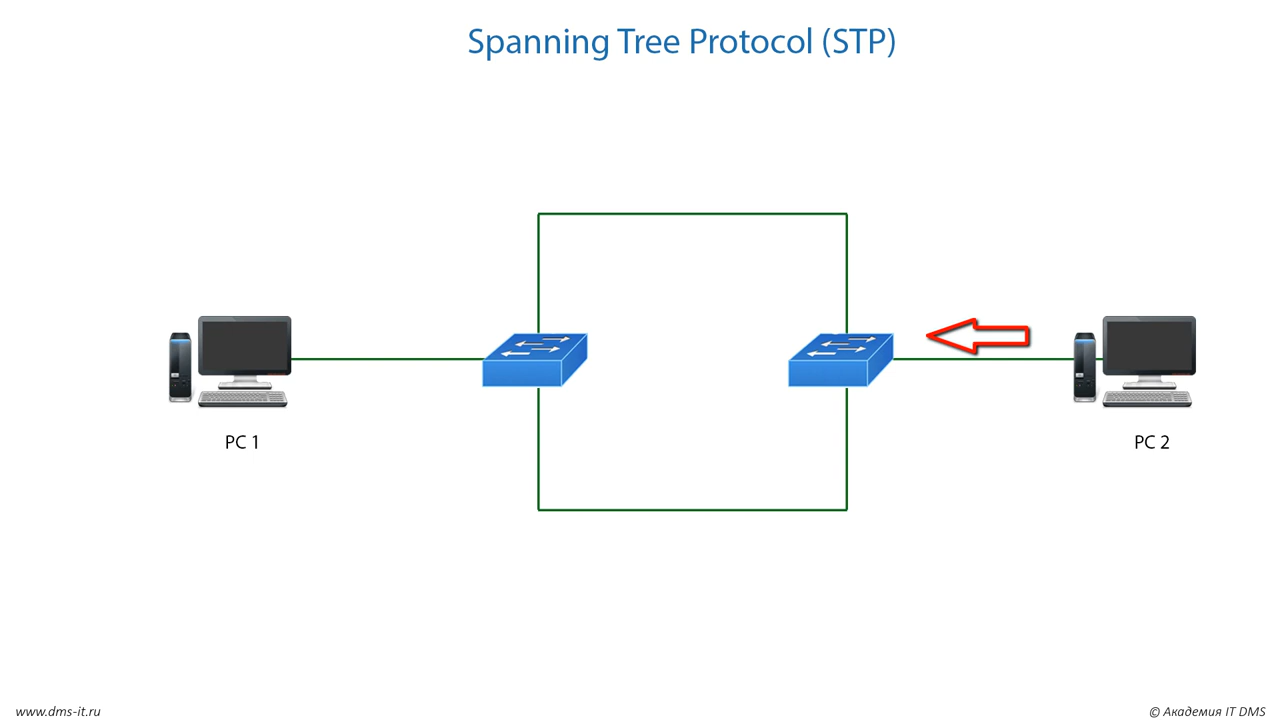 Spanning Tree Protocol (STP)
PC 1
PC 2
www.dms-it.ru
© Академия IT DMS